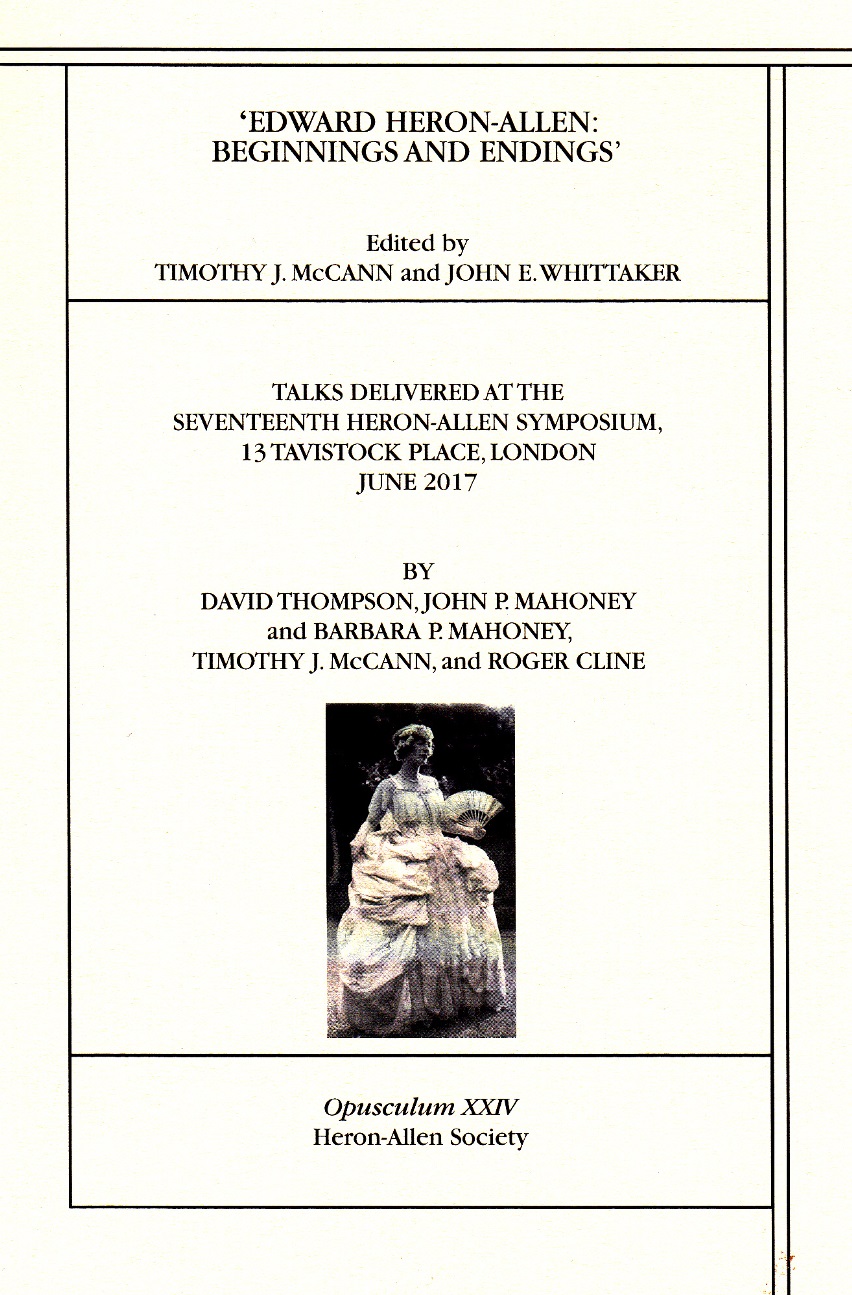 ‘EDWARD HERON-ALLEN:
BEGINNINGS AND ENDINGS’
Edited by
TIMOTHY J. McCANN and JOHN E. WHITTAKER
TALKS DELIVERED AT THE
SEVENTEENTH HERON-ALLEN SYMPOSIUM,
13 TAVISTOCK PLACE, LONDON
JUNE 2017
BY
DAVID THOMPSON, JOHN P. MAHONEY
and BARBARA P. MAHONEY,
TIMOTHY J. McCANN, and ROGER CLINE
Opusculum XXIV
Heron-Allen Society